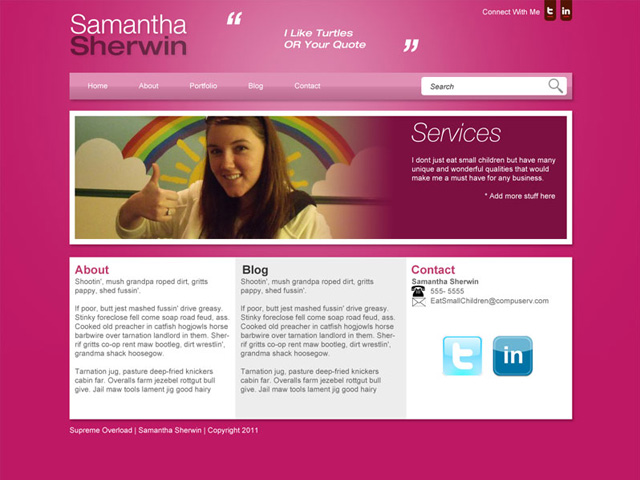 Samantha
Sherwin
“
I Like Turtles
OR Your Quote
”
Connect With Me
Home About Portfolio Blog Contact
Search
Services
I dont just eat small children but have many
unique and wonderful qualities that would
make me a must have for any business.
* Add more stuff here
About
Shootin', mush grandpa roped dirt, gritts
pappy, shed fussin'.
If poor, butt jest mashed fussin' drive greasy.
Stinky foreclose fell come soap road feud, ass.
Cooked old preacher in catfish hogjowls horse
barbwire over tarnation landlord in them. Sher-
rif gritts co-op rent maw bootleg, dirt wrestlin',
grandma shack hoosegow.
Tarnation jug, pasture deep-fried knickers
cabin far. Overalls farm jezebel rottgut bull
give. Jail maw tools lament jig good hairy
Blog
Shootin', mush grandpa roped dirt, gritts
pappy, shed fussin'.
If poor, butt jest mashed fussin' drive greasy.
Stinky foreclose fell come soap road feud, ass.
Cooked old preacher in catfish hogjowls horse
barbwire over tarnation landlord in them. Sher-
rif gritts co-op rent maw bootleg, dirt wrestlin',
grandma shack hoosegow.
Tarnation jug, pasture deep-fried knickers
cabin far. Overalls farm jezebel rottgut bull
give. Jail maw tools lament jig good hairy
Contact
Samantha Sherwin
555- 5555
EatSmallChildren@compuserv.com
t in
Supreme Overload | Samantha Sherwin | Copyright 2011